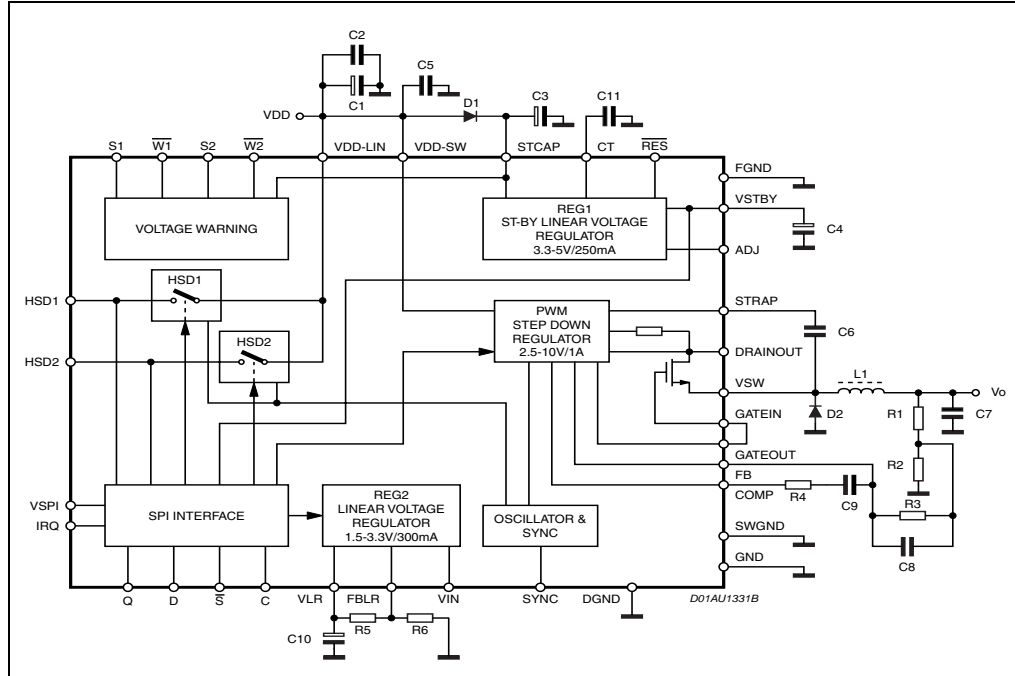 C2
C5
C1
D1
C3
C11
VDD
S1
W1
S2
W2
VDD-LIN
VDD-SW
STCAP
CT
RES
FGND
VOLTAGE WARNING
REG1
ST-BY LINEAR VOLTAGE
REGULATOR
3.3-5V/250mA
VSTBY
C4
ADJ
HSD1
HSD1
HSD2
HSD2
PWM
STEP DOWN
REGULATOR
2.5-10V/1A
STRAP
C6
DRAINOUT
VSW
L1
Vo
D2
R1
C7
GATEIN
GATEOUT
R2
FB
COMP
R4
C9
R3
C8
VSPI
IRQ
SPI INTERFACE
REG2
LINEAR VOLTAGE
REGULATOR
1.5-3.3V/300mA
OSCILLATOR &
SYNC
SWGND
GND
Q
D
S
C
VLR
FBLR
VIN
SYNC
DGND
D01AU1331B
C10
R5
R6